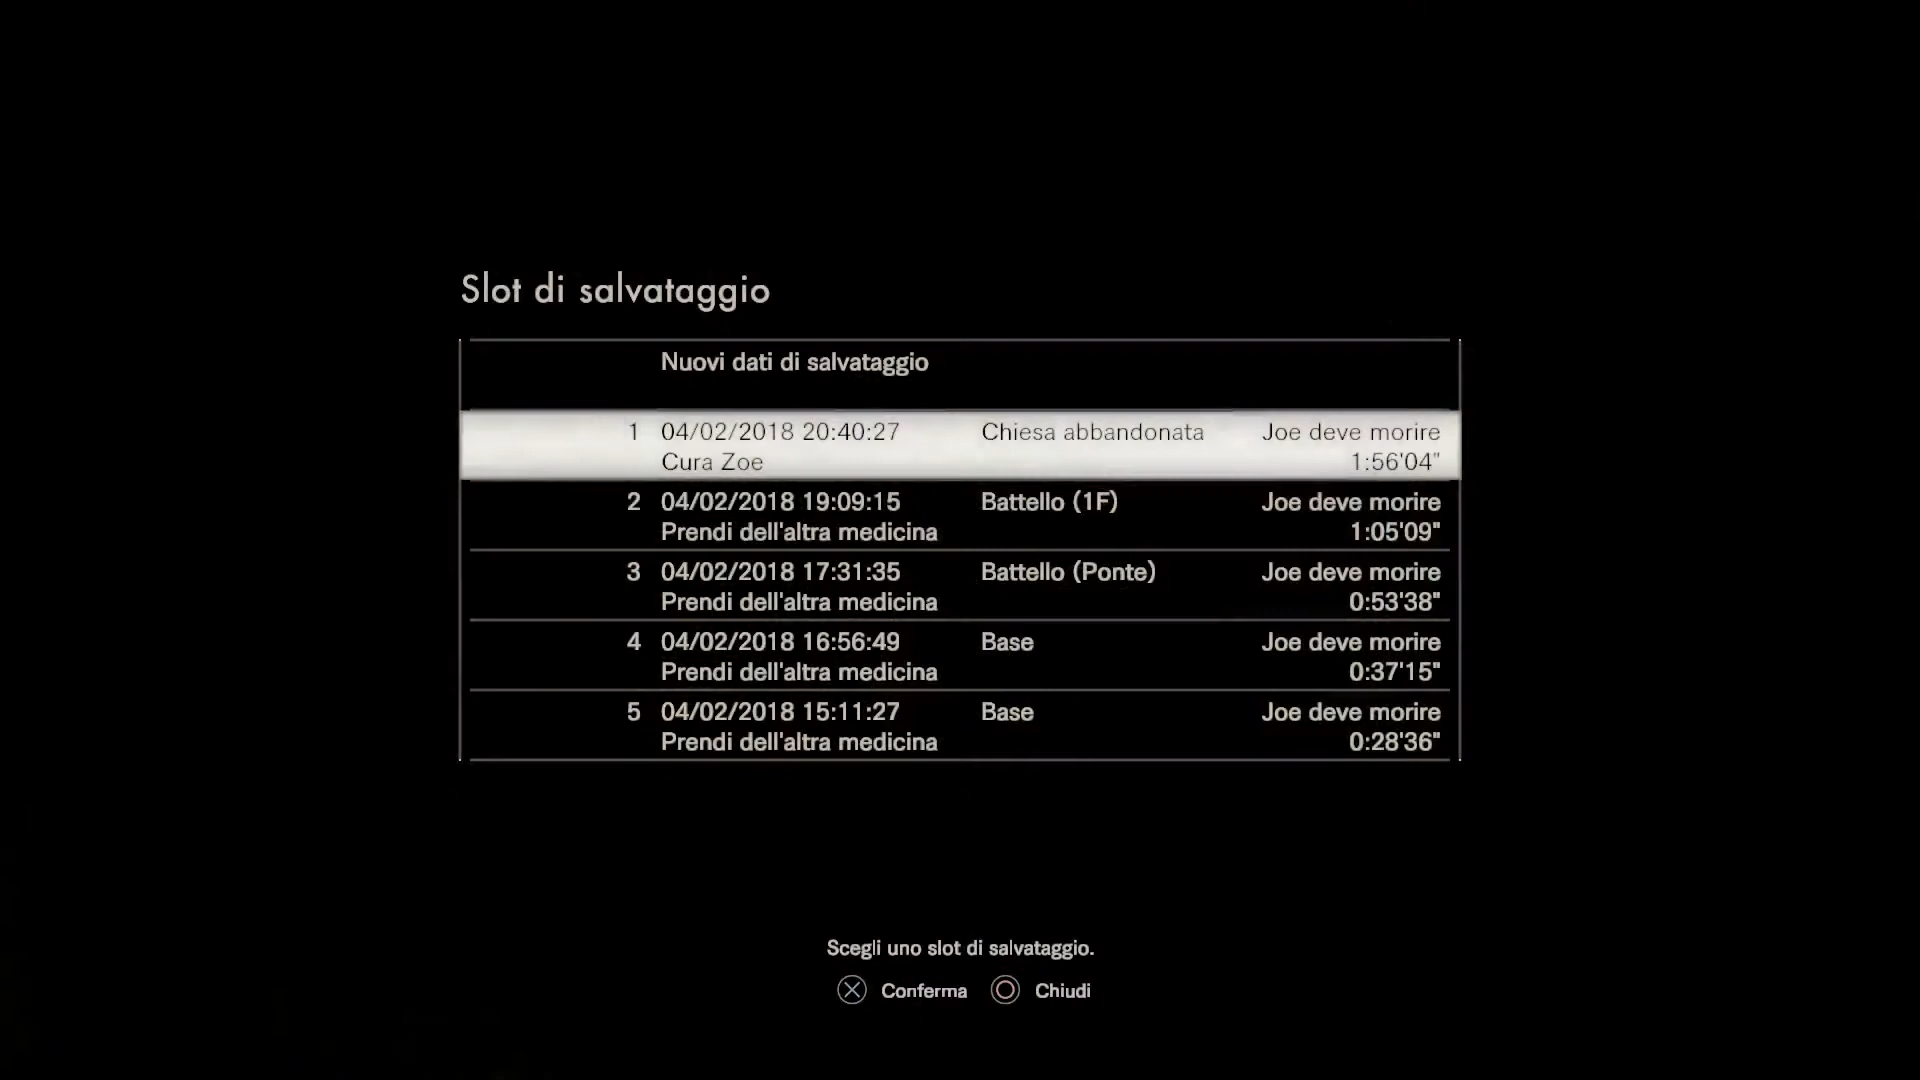 Slot di salvataggio
Nuovi dati di salvataggio
1 04/02/2018 20:40:27 Chiesa abbandonata Joe deve morire
Cura Zoe 1:56'04"
2 04/02/2018 19:09:15 Battello (1F) Joe deve morire
Prendi dell'altra medicina 1:05'09"
3 04/02/2018 17:31:35 Battello (Ponte) Joe deve morire
Prendi dell'altra medicina 0:53'38"
4 04/02/2018 16:56:49 Base Joe deve morire
Prendi dell'altra medicina 0:37'15"
5 04/02/2018 15:11:27 Base Joe deve morire
Prendi dell'altra medicina 0:28'36"
Scegli uno slot di salvataggio.
Conferma Chiudi